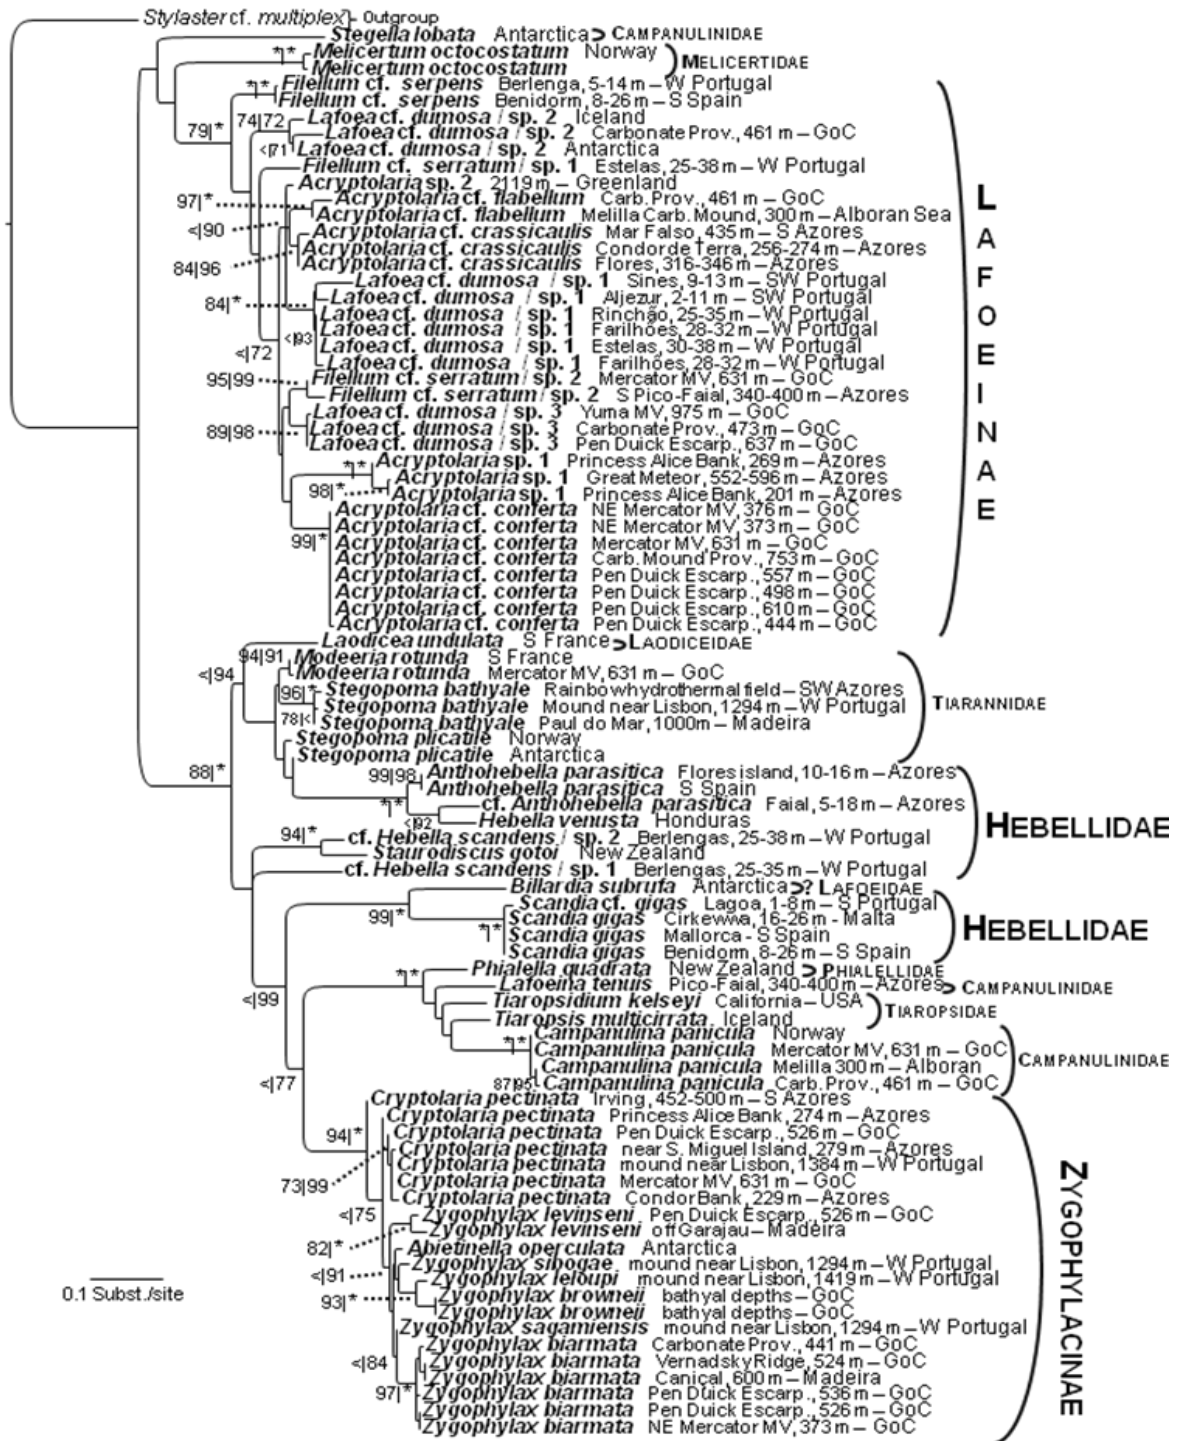 Stylaster cf. multiplex Outgroup
Stegella lobata Antarctica CAMPANULINIDAE
Melicertum octocostatum Norway
Melicertum octocostatum
MELICERTIDAE
*|*
Filellum cf. serpens Berlenga, 5-14 m – W Portugal
*|*
Filellum cf. serpens Benidorm, 8-26 m – S Spain
79|*
74|72
Lafoea cf. dumosa / sp. 2 Iceland
Lafoea cf. dumosa / sp. 2 Carbonate Prov., 461 m – GoC
<|71
Lafoea cf. dumosa / sp. 2 Antarctica
Filellum cf. serratum / sp. 1 Estelas, 25-38 m – W Portugal
Acryptolaria sp. 2 2119 m – Greenland
97|*
Acryptolaria cf. flabellum Carb. Prov., 461 m – GoC
Acryptolaria cf. flabellum Melilla Carb. Mound, 300 m – Alboran Sea
<|90
Acryptolaria cf. crassicaulis Mar Falso, 435 m – S Azores
Acryptolaria cf. crassicaulis Condor de Terra, 256-274 m – Azores
84|96
Acryptolaria cf. crassicaulis Flores, 316-346 m – Azores
Lafoea cf. dumosa / sp. 1 Sines, 9-13 m – SW Portugal
84|*
Lafoea cf. dumosa / sp. 1 Aljezur, 2-11 m – SW Portugal
Lafoea cf. dumosa / sp. 1 Rinchão, 25-35 m – W Portugal
Lafoea cf. dumosa / sp. 1 Farilhões, 28-32 m – W Portugal
<|93
<|72
Lafoea cf. dumosa / sp. 1 Estelas, 30-38 m – W Portugal
Lafoea cf. dumosa / sp. 1 Farilhões, 28-32 m – W Portugal
95|99
Filellum cf. serratum / sp. 2 Mercator MV, 631 m – GoC
Filellum cf. serratum / sp. 2 S Pico-Faial, 340-400 m – Azores
Lafoea cf. dumosa / sp. 3 Yuma MV, 975 m – GoC
89|98
Lafoea cf. dumosa / sp. 3 Carbonate Prov., 473 m – GoC
Lafoea cf. dumosa / sp. 3 Pen Duick Escarp., 637 m – GoC
*|*
Acryptolaria sp. 1 Princess Alice Bank, 269 m – Azores
Acryptolaria sp. 1 Great Meteor, 552-596 m – Azores
98|*
Acryptolaria sp. 1 Princess Alice Bank, 201 m – Azores
Acryptolaria cf. conferta NE Mercator MV, 376 m – GoC
Acryptolaria cf. conferta NE Mercator MV, 373 m – GoC
99|*
Acryptolaria cf. conferta Mercator MV, 631 m – GoC
Acryptolaria cf. conferta Carb. Mound Prov., 753 m – GoC
Acryptolaria cf. conferta Pen Duick Escarp., 557 m – GoC
Acryptolaria cf. conferta Pen Duick Escarp., 498 m – GoC
Acryptolaria cf. conferta Pen Duick Escarp., 610 m – GoC
Acryptolaria cf. conferta Pen Duick Escarp., 444 m – GoC
LAFOEINAE
Laodicea undulata S France LAODICEIDAE
94|91
Modeeria rotunda S France
<|94
Modeeria rotunda Mercator MV, 631 m – GoC
96|*
Stegopoma bathyale Rainbow hydrothermal field – SW Azores
Stegopoma bathyale Mound near Lisbon, 1294 m – W Portugal
78|<
Stegopoma bathyale Paul do Mar, 1000m – Madeira
Stegopoma plicatile Norway
Stegopoma plicatile Antarctica
TIARANNIDAE
88|*
99|98
Anthohebella parasitica Flores island, 10-16 m – Azores
Anthohebella parasitica S Spain
*|*
cf. Anthohebella parasitica Faial, 5-18 m – Azores
<|92
Hebella venusta Honduras
94|*
cf. Hebella scandens / sp. 2 Berlengas, 25-38 m – W Portugal
Staurodiscus gotoi New Zealand
cf. Hebella scandens / sp. 1 Berlengas, 25-35 m – W Portugal
HEBELLIDAE
Billardia subrufa Antarctica ? LAFOEIDAE
99|*
Scandia cf. gigas Lagoa, 1-8 m – S Portugal
Scandia gigas Cirkewwa, 16-26 m - Malta
*|*
Scandia gigas Mallorca - S Spain
Scandia gigas Benidorm, 8-26 m – S Spain
HEBELLIDAE
<|99
*|*
Phialella quadrata New Zealand PHIALELLIDAE
Lafoeina tenuis Pico-Faial, 340-400 m – Azores CAMPANULINIDAE
Tiaropsidium kelseyi California – USA
Tiaropsis multicirrata Iceland
TIAROPSIDAE
Campanulina panicula Norway
*|*
Campanulina panicula Mercator MV, 631 m – GoC
Campanulina panicula Melilla 300 m – Alboran
87|95
Campanulina panicula Carb. Prov., 461 m – GoC
CAMPANULINIDAE
<|77
Cryptolaria pectinata Irving, 452-500 m – S Azores
Cryptolaria pectinata Princess Alice Bank, 274 m – Azores
94|*
Cryptolaria pectinata Pen Duick Escarp., 526 m – GoC
Cryptolaria pectinata near S. Miguel Island, 279 m – Azores
Cryptolaria pectinata mound near Lisbon, 1384 m – W Portugal
73|99
Cryptolaria pectinata Mercator MV, 631 m – GoC
Cryptolaria pectinata Condor Bank, 229 m – Azores
<|75
Zygophylax levinseni Pen Duick Escarp., 526 m – GoC
82|*
Zygophylax levinseni off Garajau – Madeira
Abietinella operculata Antarctica
<|91
Zygophylax sibogae mound near Lisbon, 1294 m – W Portugal
Zygophylax leloupi mound near Lisbon, 1419 m – W Portugal
93|*
Zygophylax brownei bathyal depths – GoC
Zygophylax brownei bathyal depths – GoC
Zygophylax sagamiensis mound near Lisbon, 1294 m – W Portugal
Zygophylax biarmata Carbonate Prov., 441 m – GoC
<|84
Zygophylax biarmata Vernadsky Ridge, 524 m – GoC
Zygophylax biarmata Caniçal, 600 m – Madeira
97|*
Zygophylax biarmata Pen Duick Escarp., 536 m – GoC
Zygophylax biarmata Pen Duick Escarp., 526 m – GoC
Zygophylax biarmata NE Mercator MV, 373 m – GoC
ZYGOPHYLACINAE
0.1 Subst./site